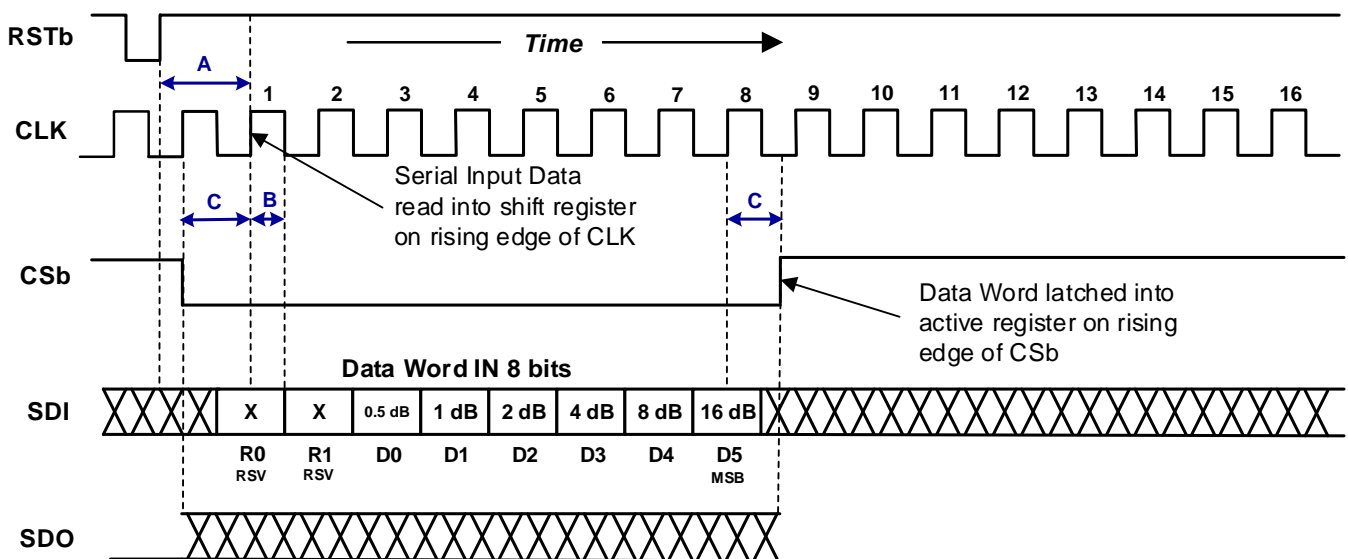 RSTb
Time
A
1 2 3 4 5 6 7 8 9 10 11 12 13 14 15 16
CLK
Serial Input Data
read into shift register
on rising edge of CLK
C B C
CSb
Data Word latched into
active register on rising
edge of CSb
Data Word IN 8 bits
SDI X X 0.5 dB 1 dB 2 dB 4 dB 8 dB 16 dB
R0 R1 D0 D1 D2 D3 D4 D5
RSV RSV MSB
SDO